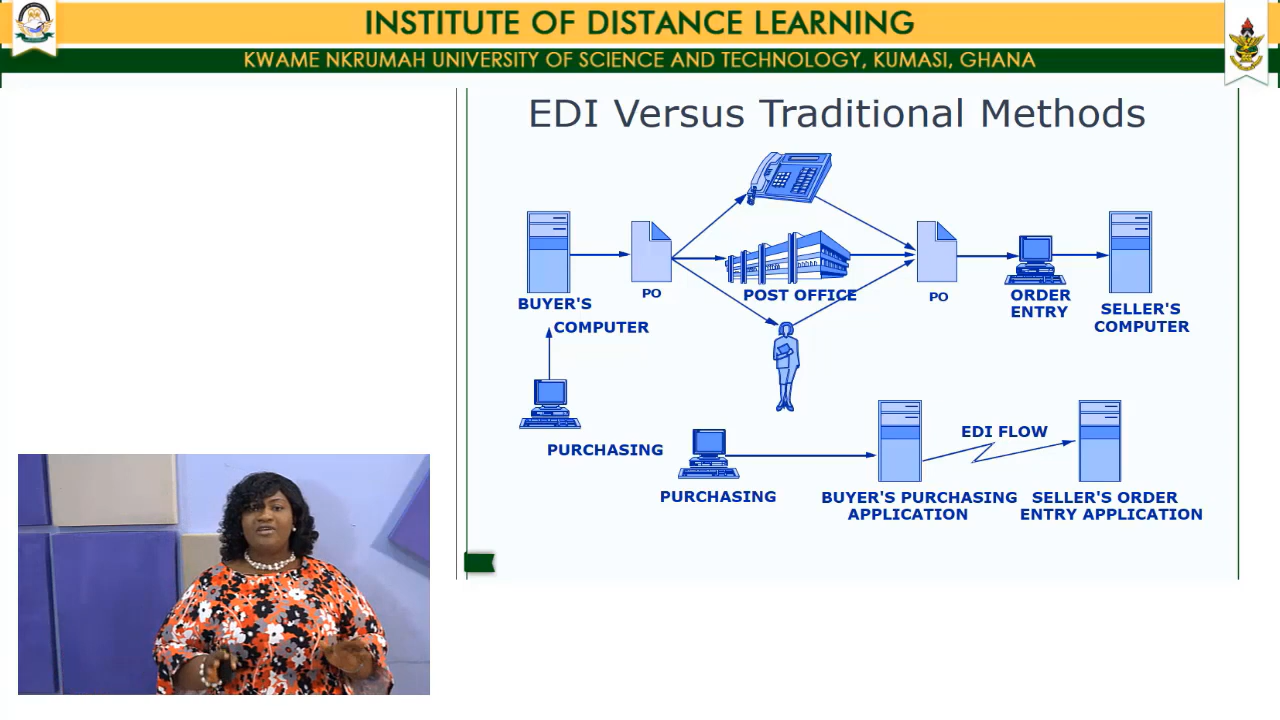 INSTITUTE OF DISTANCE LEARNING
KWAME NKRUMAH UNIVERSITY OF SCIENCE AND TECHNOLOGY, KUMASI, GHANA
EDI Versus Traditional Methods
BUYER'S
COMPUTER
PO
POST OFFICE
PO
ORDER
ENTRY
SELLER'S
COMPUTER
PURCHASING
PURCHASING
EDI FLOW
BUYER'S PURCHASING
APPLICATION
SELLER'S ORDER
ENTRY APPLICATION